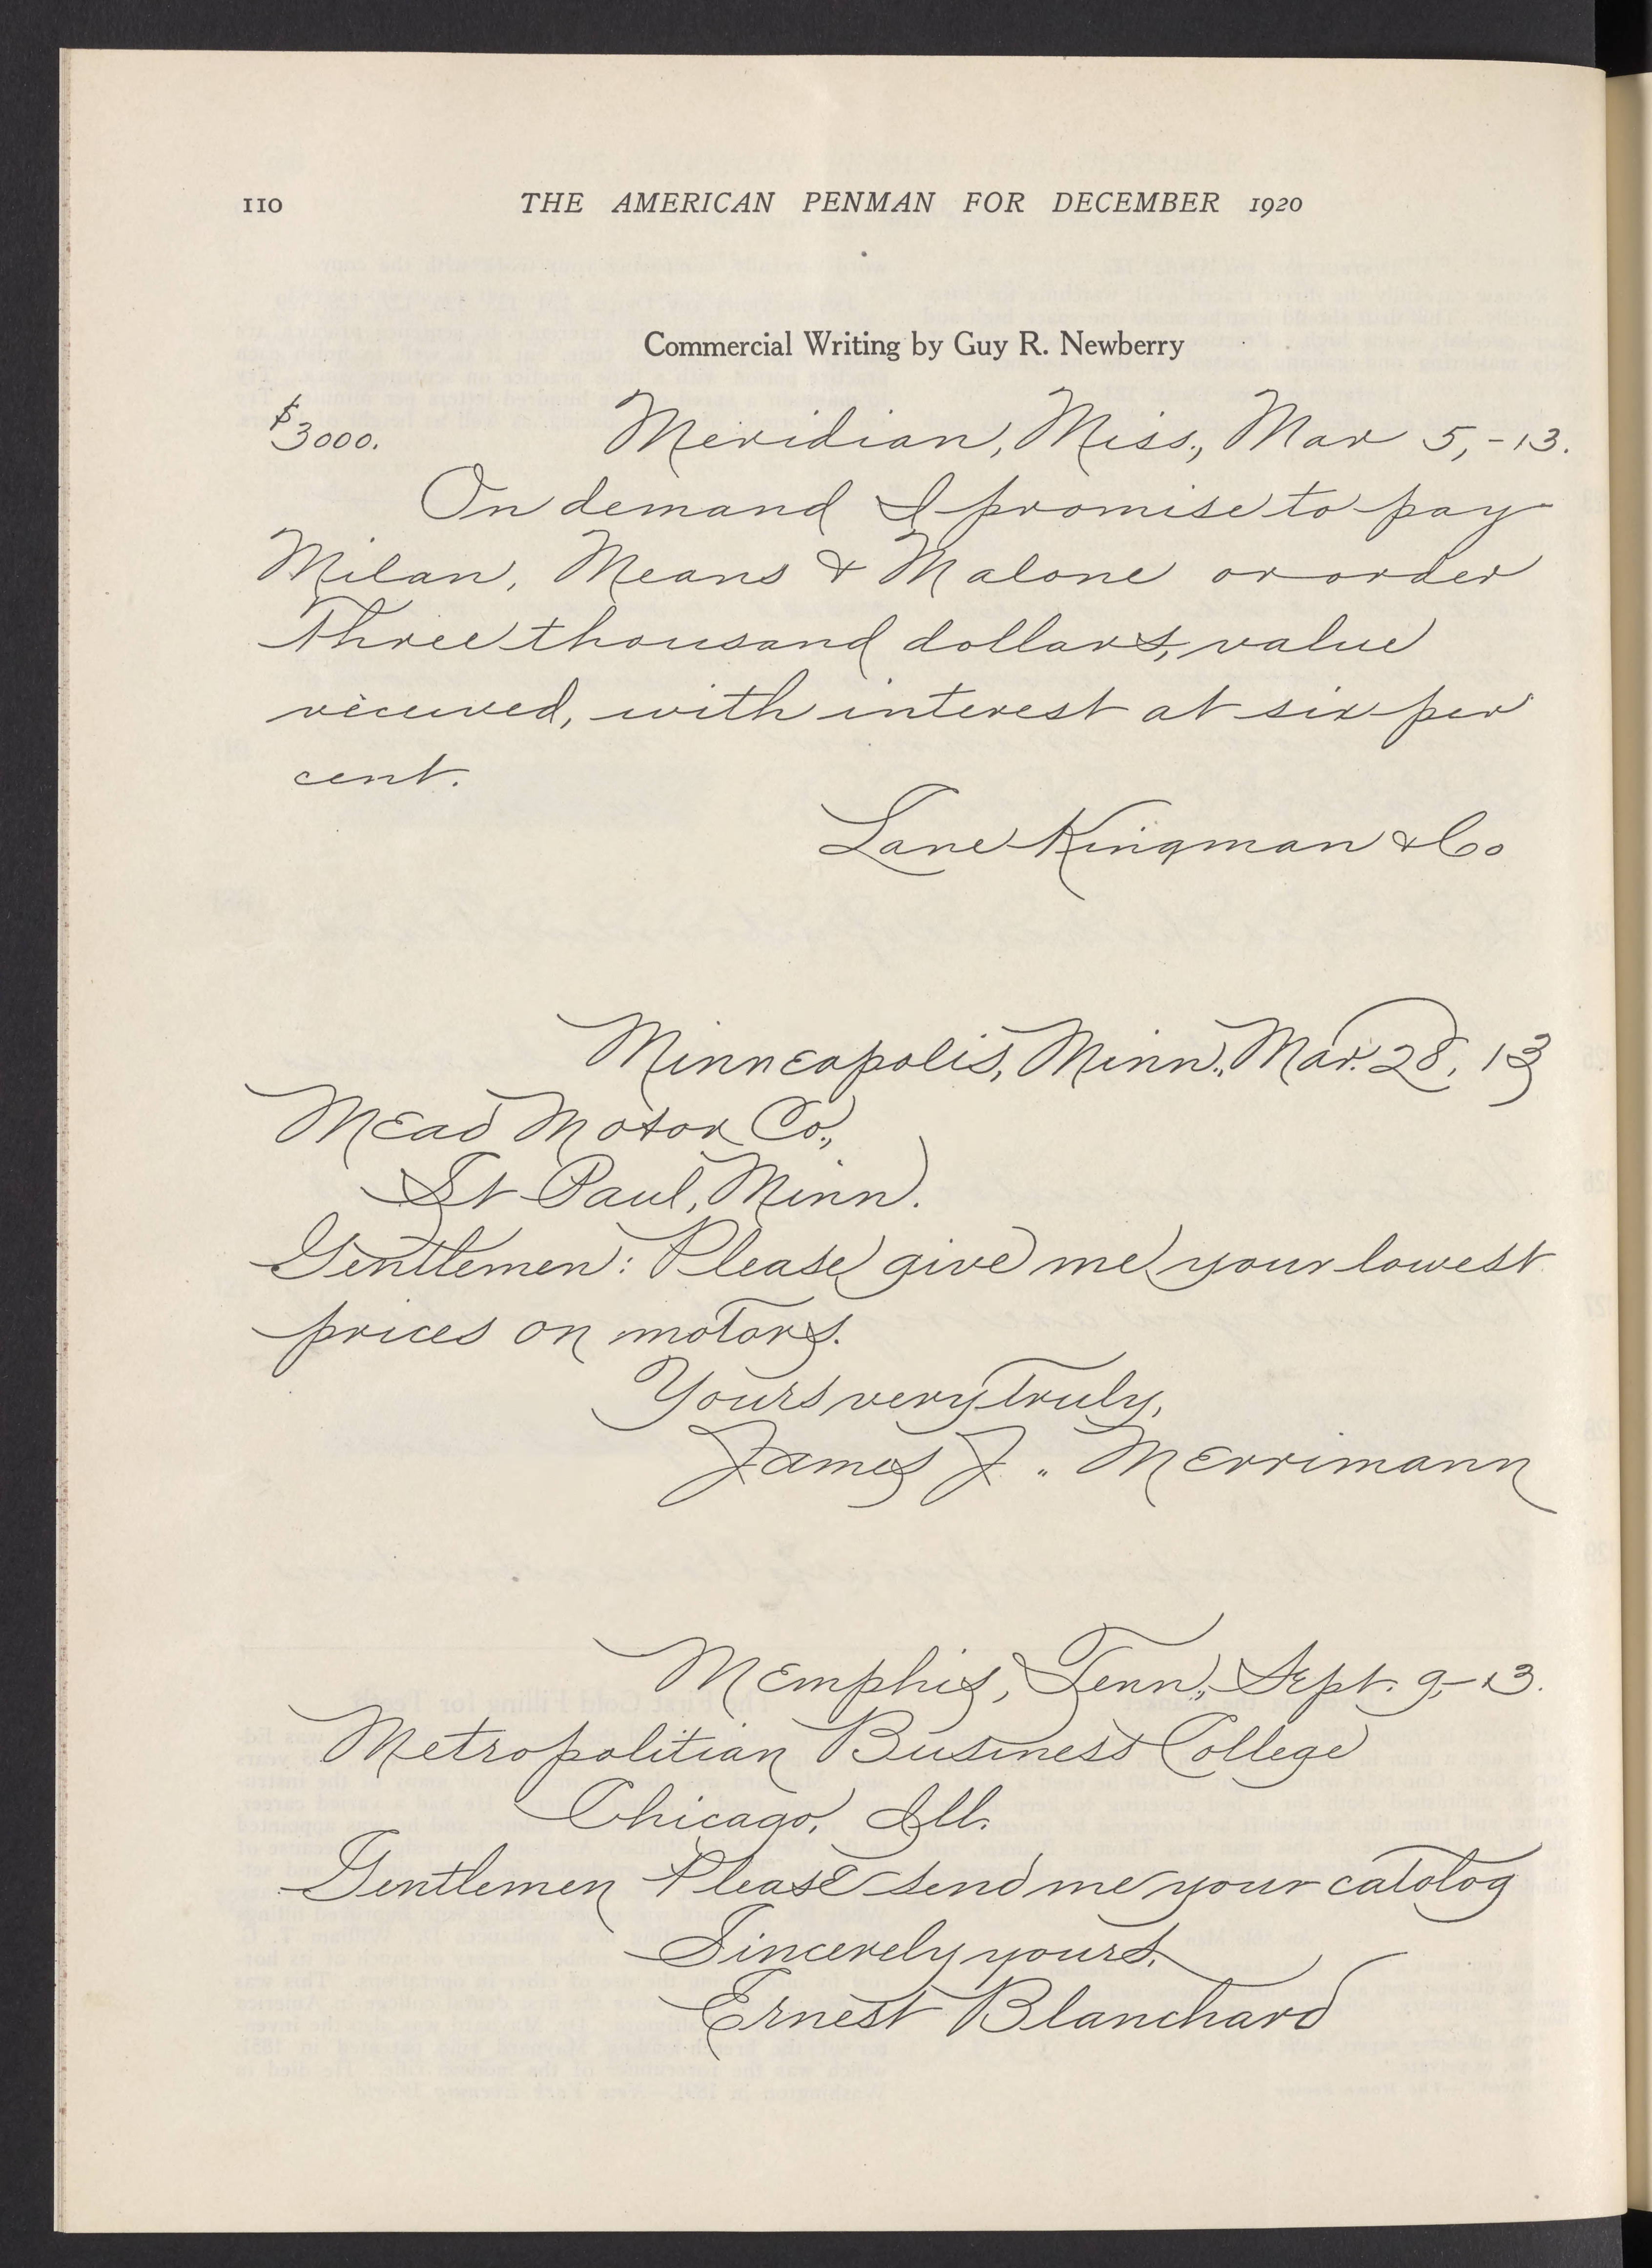 110 THE AMERICAN PENMAN FOR DECEMBER 1920
Commercial Writing by Guy R. Newberry
$3000. Meridian, Miss., Mar 5, - 13.
On demand I promise to pay
Milan, Means & Malone or order
Three thousand dollars, value
received, with interest at six per
cent.
Lane Kingman & Co
Minneapolis, Minn., Mar. 28, 13
Mead Motor Co.,
St Paul, Minn.
Gentlemen: Please give me your lowest
prices on motors.
Yours very truly,
James J.. Merrimann
Memphis, Tenn., Sept. 9, - 13.
Metropolitian Business College
Chicago, Ill.
Gentlemen Please send me your catolog
Sincerely yours,
Ernest Blanchard